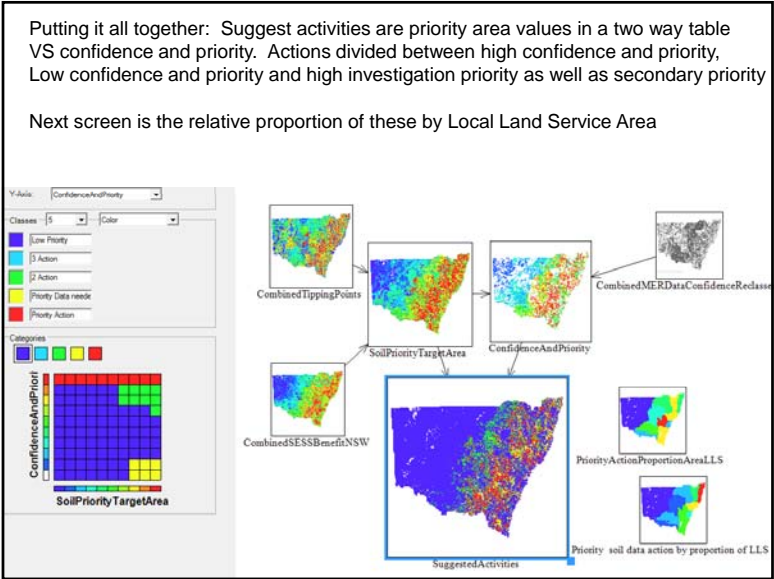 Putting it all together: Suggest activities are priority area values in a two way table
VS confidence and priority. Actions divided between high confidence and priority,
Low confidence and priority and high investigation priority as well as secondary priority
Next screen is the relative proportion of these by Local Land Service Area
Y-Axis: ConfidenceAndPriority
Classes 5 Color
Low Priority
3 Action
2 Action
Priority Data neede
Priority Action
Categories
ConfidenceAndPriori
SoilPriorityTargetArea
CombinedTippingPoints
SoilPriorityTargetArea
ConfidenceAndPriority
CombinedMERDataConfidenceReclasse
CombinedSESSBenefitNSW
SuggestedActivities
PriorityActionProportionAreaLLS
Priority soil data action by proportion of LLS